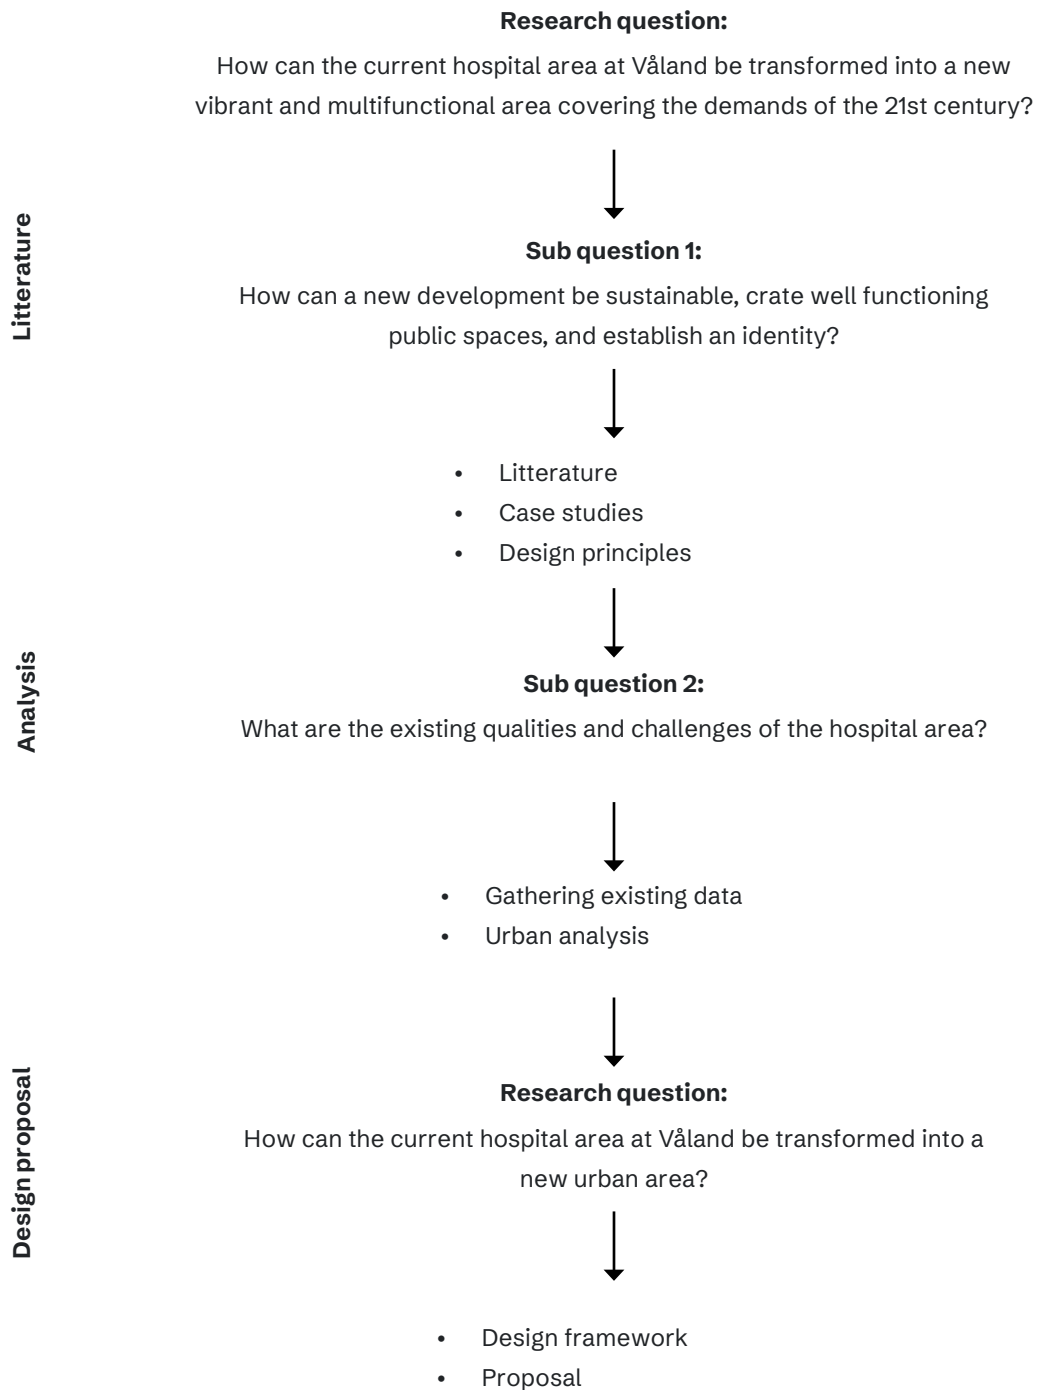 Research question:
How can the current hospital area at Våland be transformed into a new
vibrant and multifunctional area covering the demands of the 21st century?
Litterature
Sub question 1:
How can a new development be sustainable, crate well functioning
public spaces, and establish an identity?
• Litterature
• Case studies
• Design principles
Analysis
Sub question 2:
What are the existing qualities and challenges of the hospital area?
• Gathering existing data
• Urban analysis
Design proposal
Research question:
How can the current hospital area at Våland be transformed into a
new urban area?
• Design framework
• Proposal